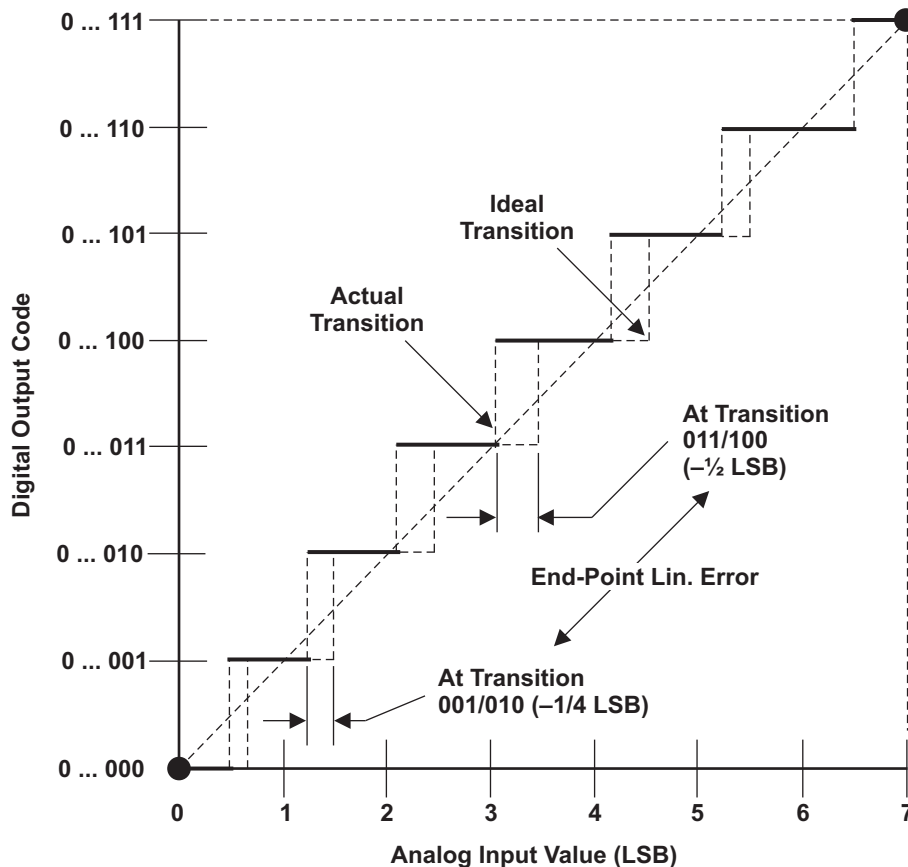 0 ... 111
0 ... 110
0 ... 101
0 ... 100
0 ... 011
0 ... 010
0 ... 001
0 ... 000
Digital Output Code
Ideal
Transition
Actual
Transition
At Transition
011/100
(–½ LSB)
End-Point Lin. Error
At Transition
001/010 (–1/4 LSB)
0 1 2 3 4 5 6 7
Analog Input Value (LSB)